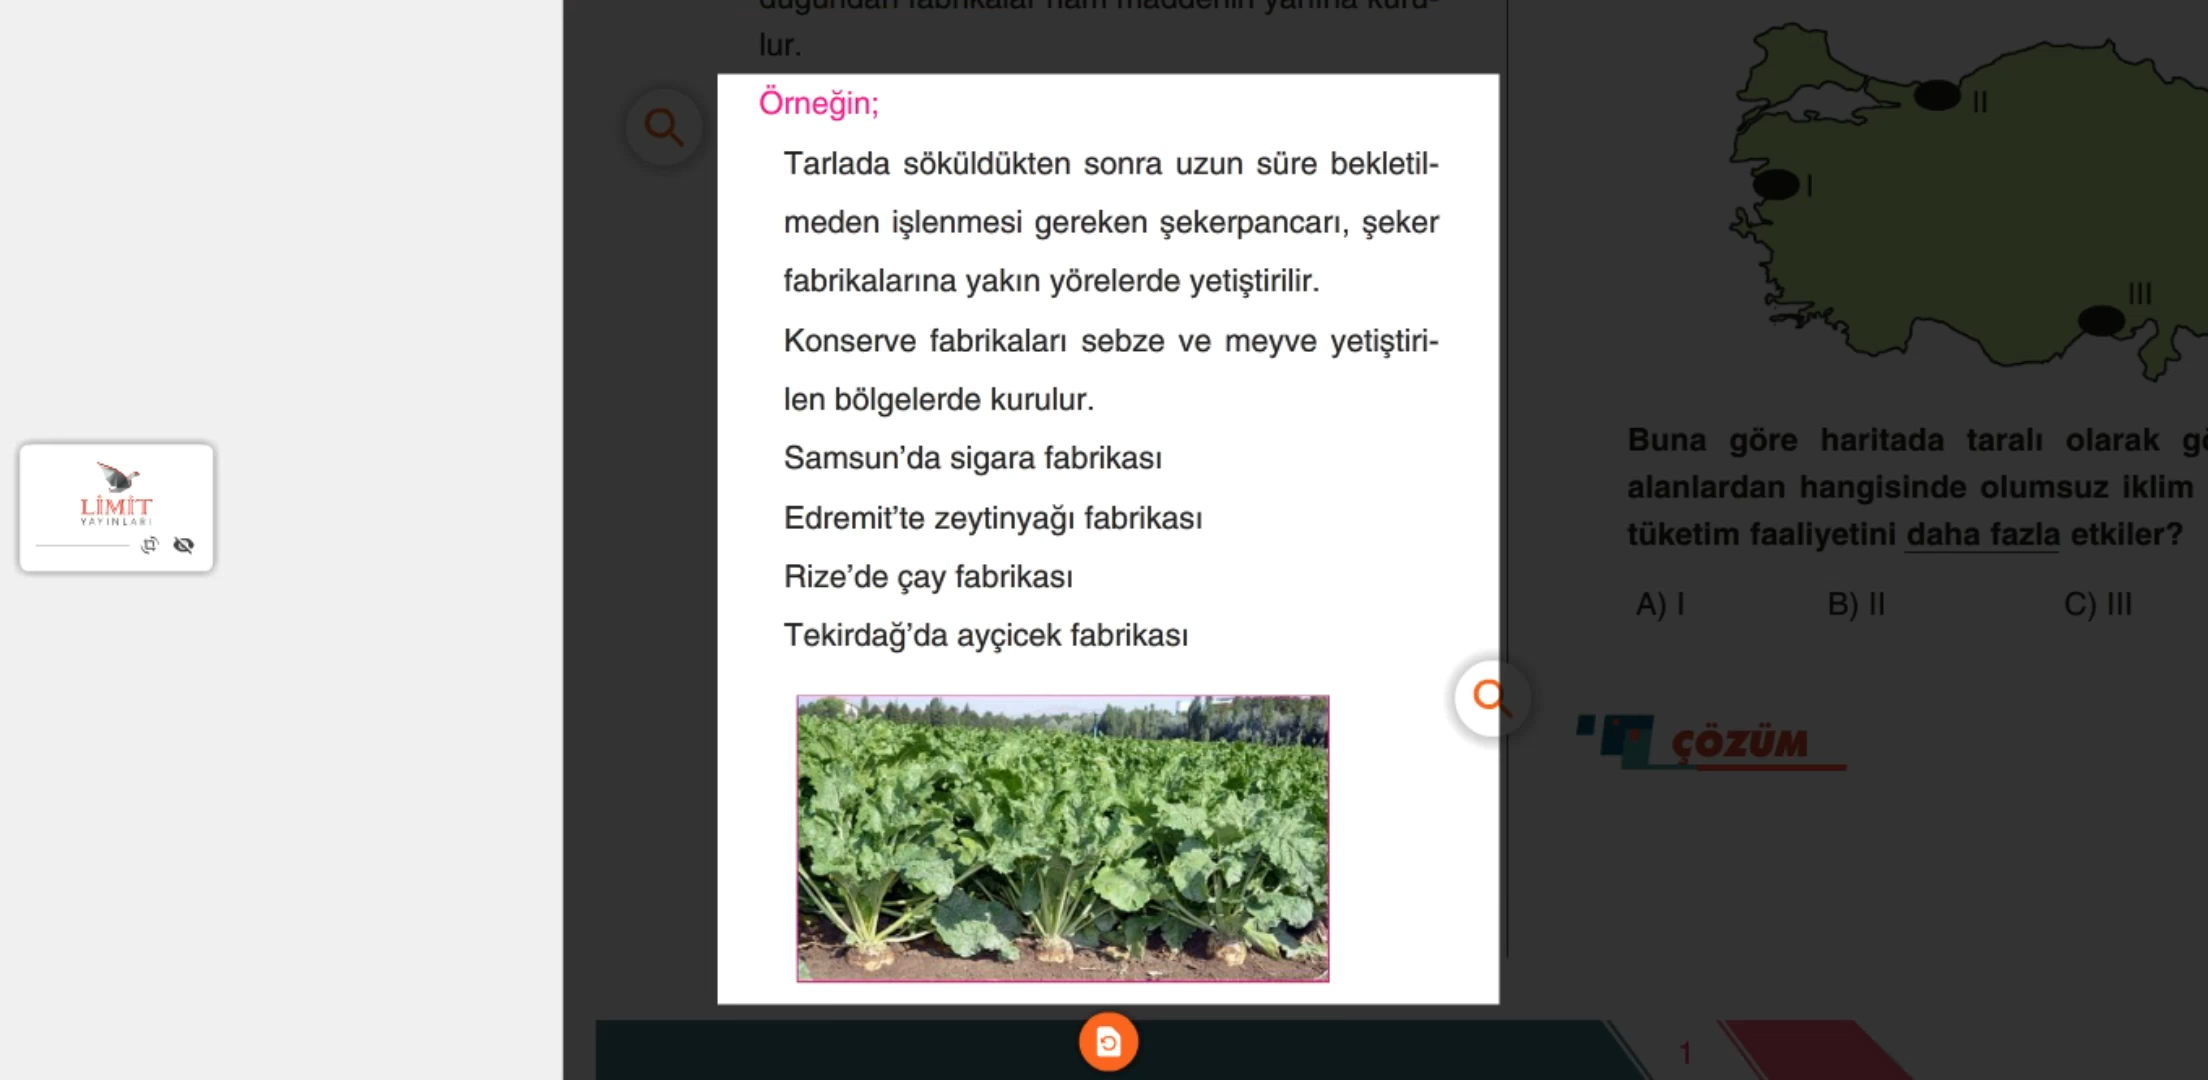 lur.
Örneğin;
Tarlada söküldükten sonra uzun süre bekletil-
meden işlenmesi gereken şekerpancarı, şeker
fabrikalarına yakın yörelerde yetiştirilir.
Konserve fabrikaları sebze ve meyve yetiştiri-
len bölgelerde kurulur.
Samsun’da sigara fabrikası
Edremit’te zeytinyağı fabrikası
Rize’de çay fabrikası
Tekirdağ’da ayçicek fabrikası
LİMİT
YAYINLARI
II
I
III
Buna göre haritada taralı olarak
alanlardan hangisinde olumsuz iklim
tüketim faaliyetini daha fazla etkiler?
A) I B) II C) III
ÇÖZÜM
1